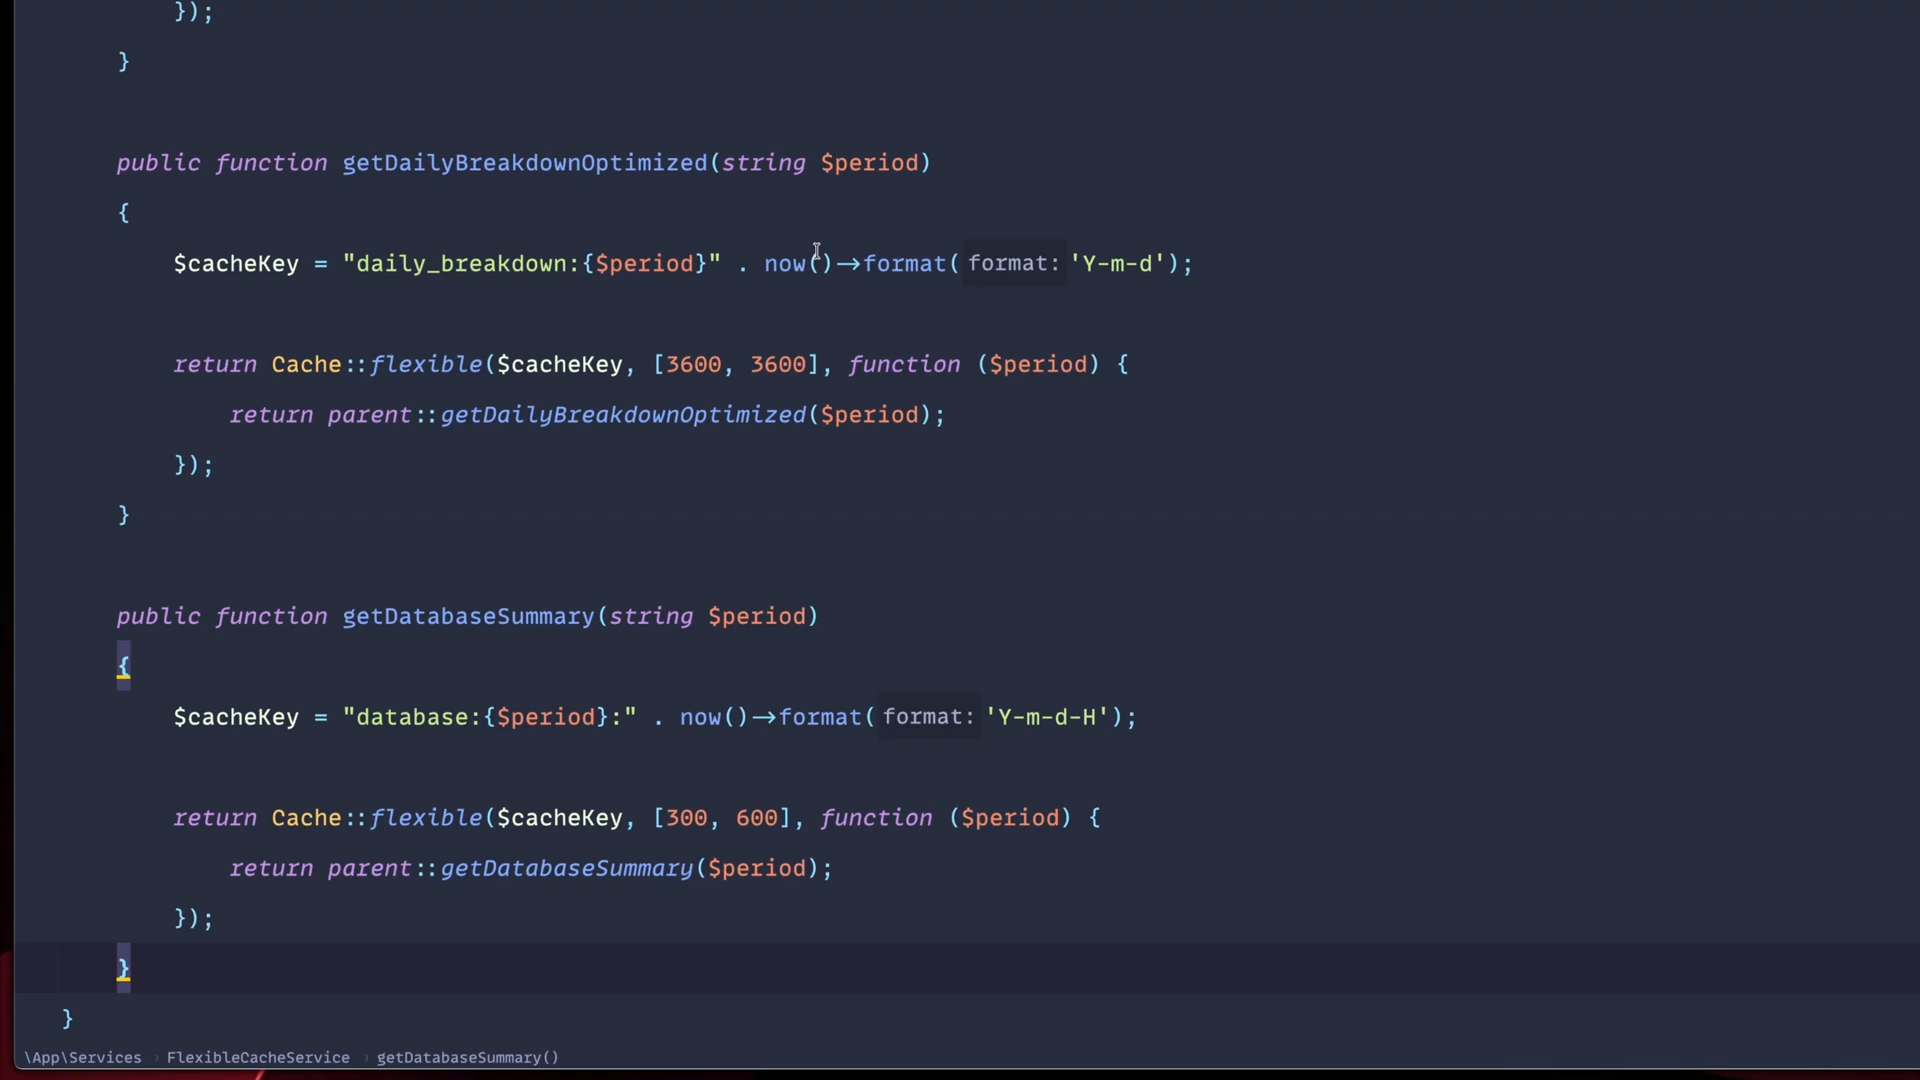 });
}
public function getDailyBreakdownOptimized(string $period)
{
$cacheKey = "daily_breakdown:{$period}" . now()->format( format: 'Y-m-d');
return Cache::flexible($cacheKey, [3600, 3600], function ($period) {
return parent::getDailyBreakdownOptimized($period);
});
}
public function getDatabaseSummary(string $period)
{
$cacheKey = "database:{$period}:" . now()->format( format: 'Y-m-d-H');
return Cache::flexible($cacheKey, [300, 600], function ($period) {
return parent::getDatabaseSummary($period);
});
}
}
\App\Services › FlexibleCacheService › getDatabaseSummary()